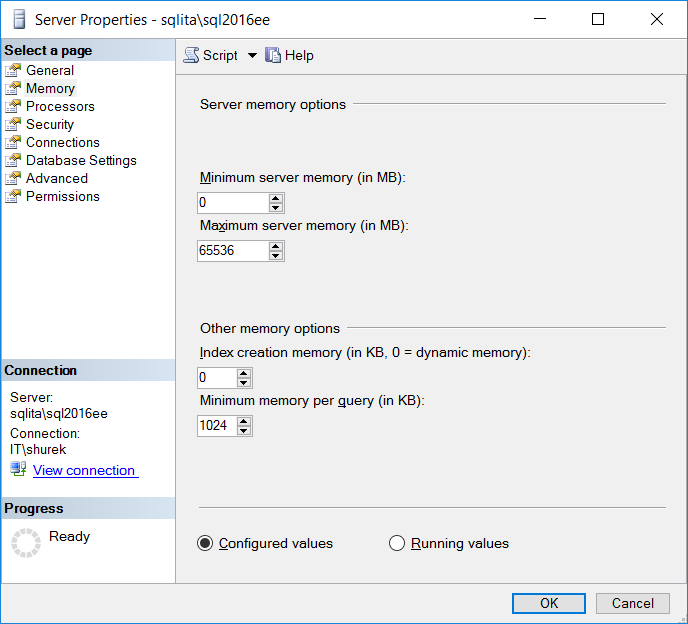 Server Properties - sqlita\sql2016ee
Select a page
General
Memory
Processors
Security
Connections
Database Settings
Advanced
Permissions
Connection
Server:
sqlita\sql2016ee
Connection:
IT\shurek
View connection
Progress
Ready
Script
Help
Server memory options
Minimum server memory (in MB):
0
Maximum server memory (in MB):
65536
Other memory options
Index creation memory (in KB, 0 = dynamic memory):
0
Minimum memory per query (in KB):
1024
Configured values
Running values
OK
Cancel